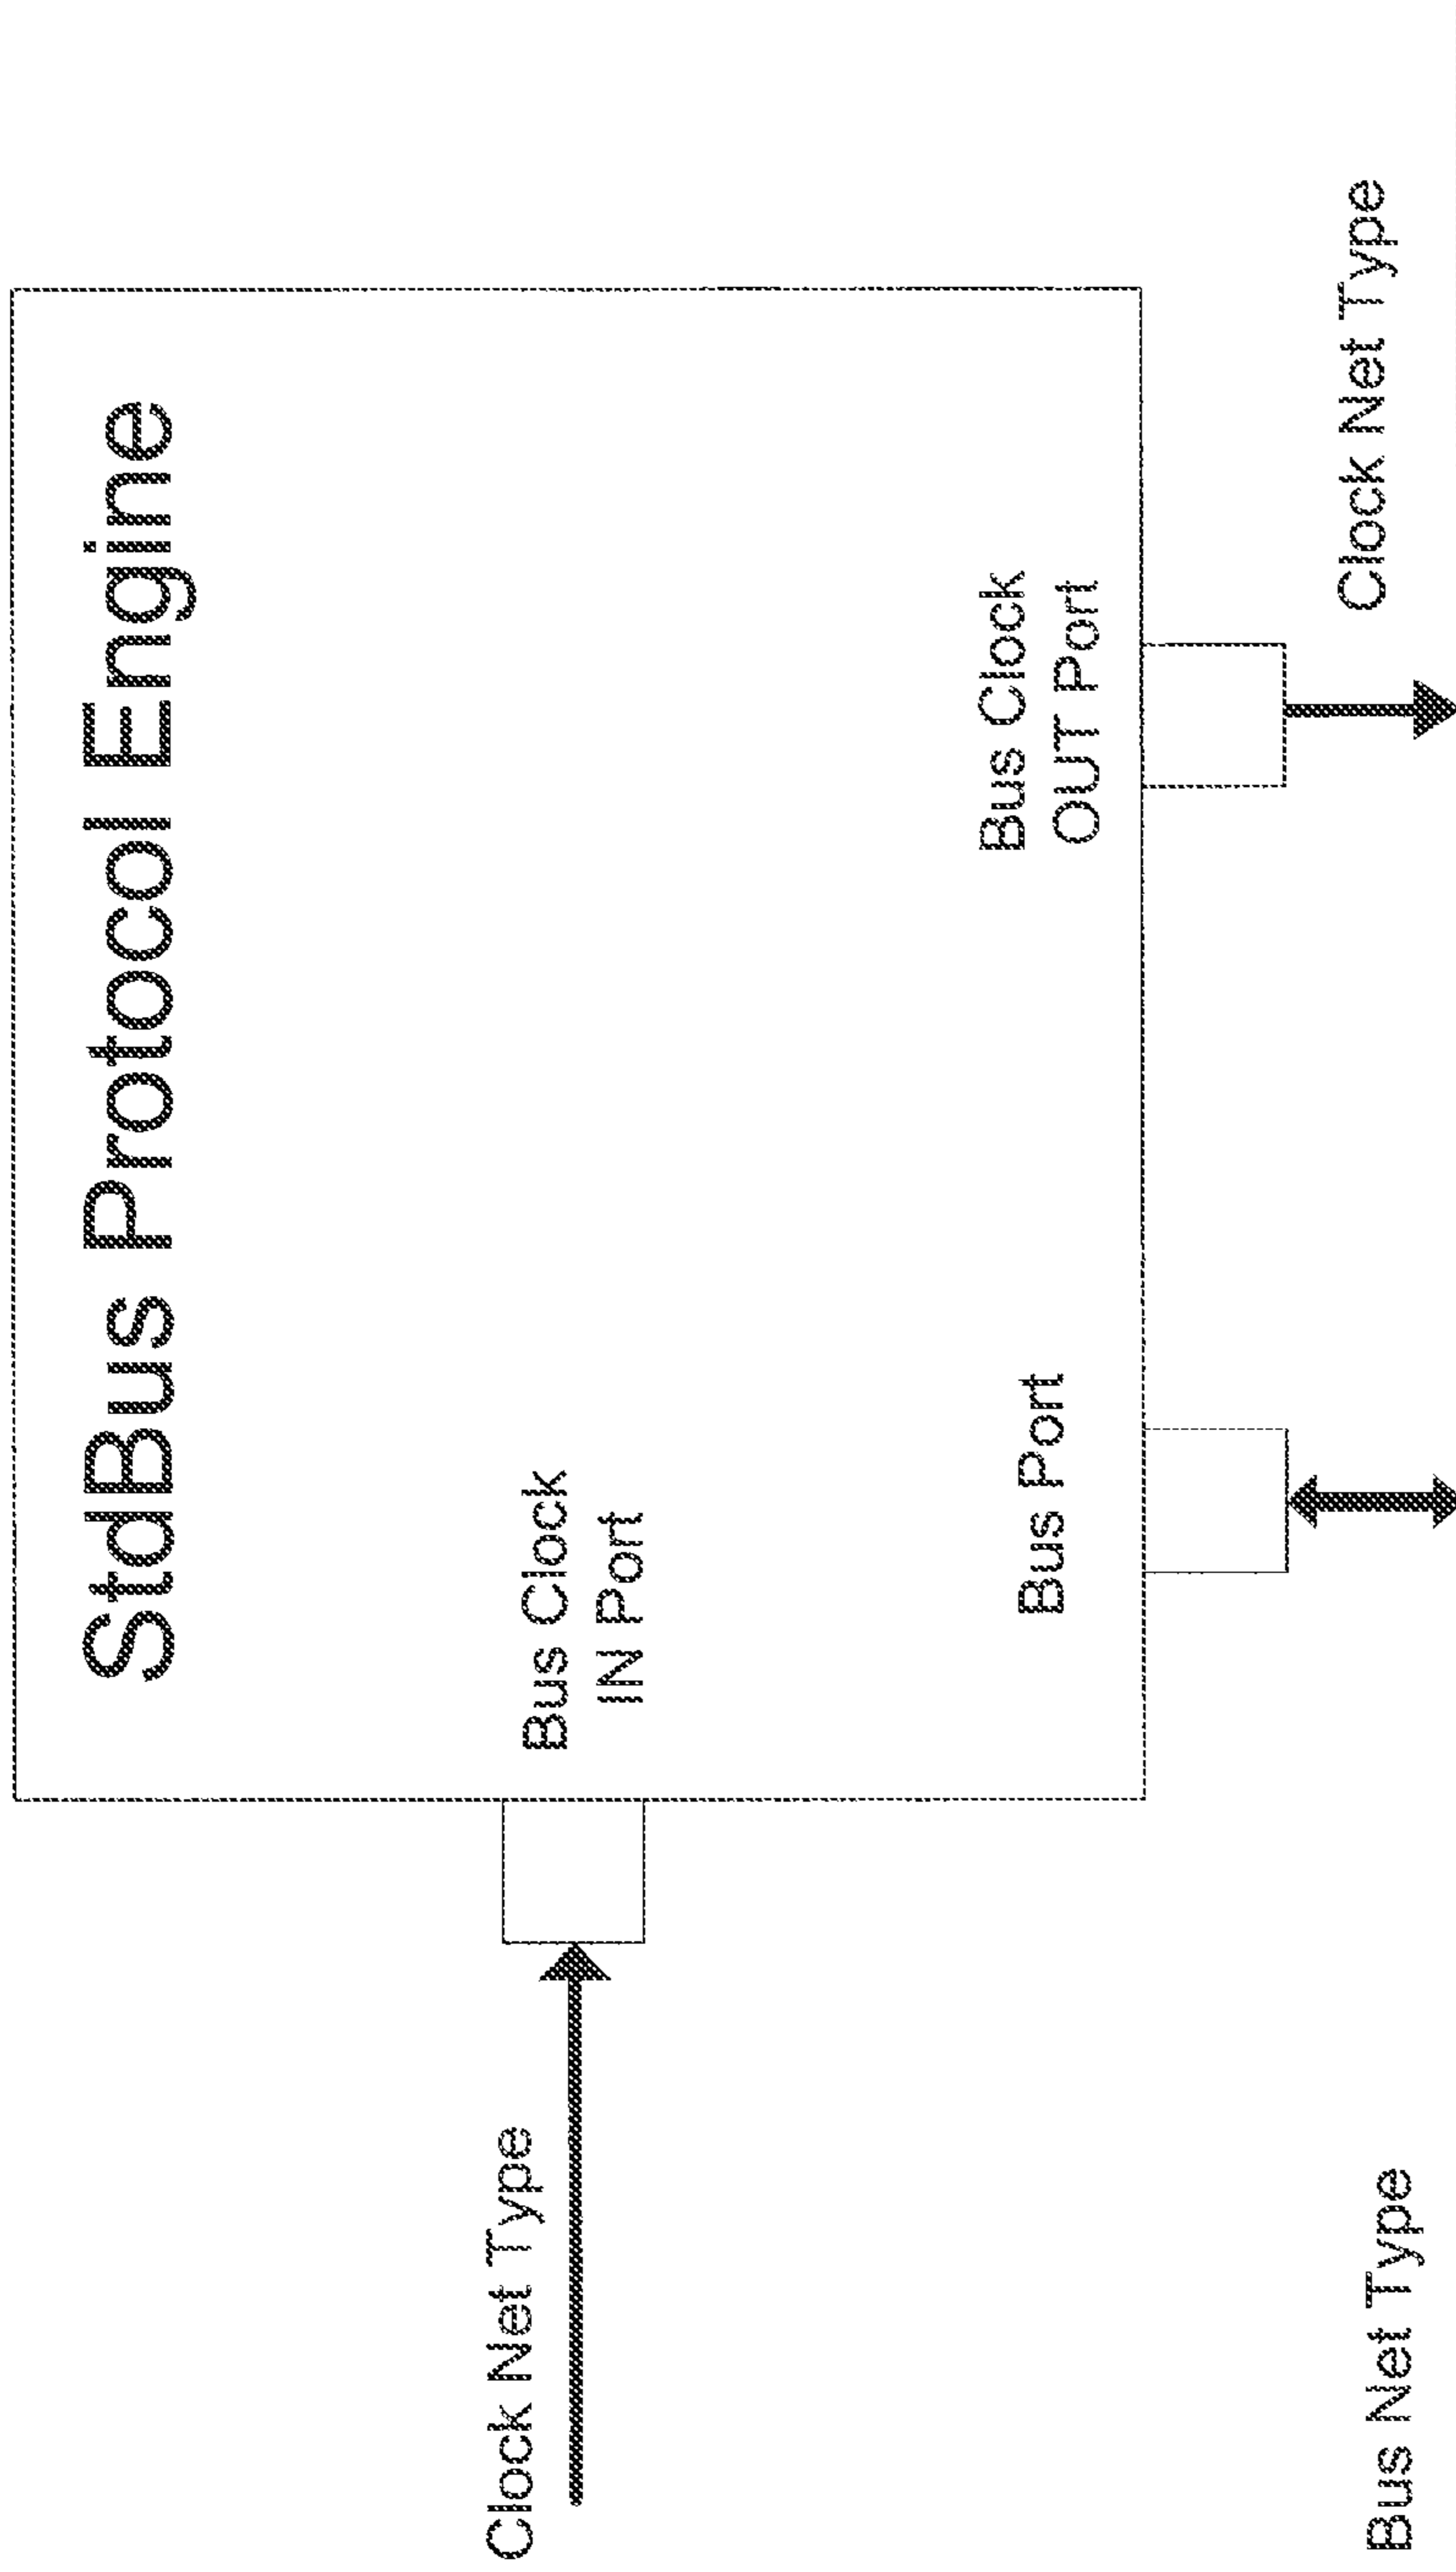 StdBus Protocol Engine
Clock Net Type
Bus Clock
IN Port
Bus Port
Bus Clock
OUT Port
Bus Net Type
Clock Net Type